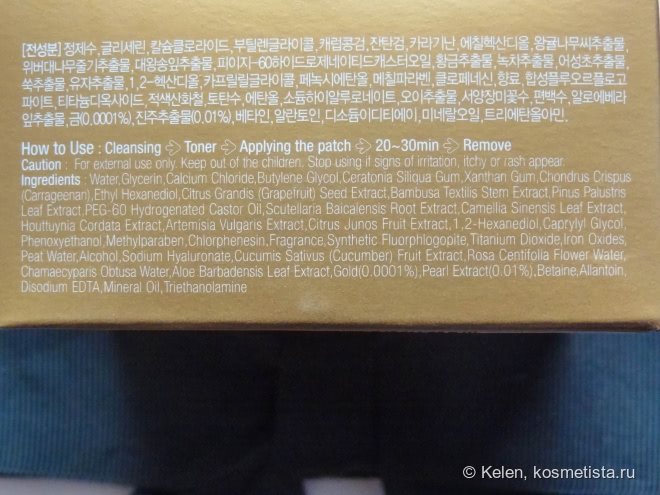 [전성분] 정제수,글리세린,칼슘클로라이드,부틸렌글라이콜,캐럽콩검,잔탄검,카라기난,에칠헥산디올,왕귤나무씨추출물,
위버대나무줄기추출물,대왕송잎추출물,피이지-60하이드로제네이티드캐스터오일,황금추출물,녹차추출물,어성초추출물,
쑥추출물,유자추출물,1,2-헥산디올,카프릴릴글라이콜,페녹시에탄올,메칠파라벤,클로페네신,향료,합성플루오르플로고
파이트,티타늄디옥사이드,적색산화철,토탄수,에탄올,소듐하이알루로네이트,오이추출물,서양장미꽃수,편백수,알로에베라
잎추출물,금(0.0001%),진주추출물(0.01%),베타인,알란토인,디소듐이디티에이,미네랄오일,트리에탄올아민.
How to Use : Cleansing ➩ Toner ➩ Applying the patch ➩ 20~30min ➩ Remove
Caution : For external use only. Keep out of the children. Stop using if signs of irritation, itchy or rash appear.
Ingredients : Water,Glycerin,Calcium Chloride,Butylene Glycol,Ceratonia Siliqua Gum,Xanthan Gum,Chondrus Crispus
(Carrageenan),Ethyl Hexanediol,Citrus Grandis (Grapefruit) Seed Extract,Bambusa Textilis Stem Extract,Pinus Palustris
Leaf Extract,PEG-60 Hydrogenated Castor Oil,Scutellaria Baicalensis Root Extract,Camellia Sinensis Leaf Extract,
Houttuynia Cordata Extract,Artemisia Vulgaris Extract,Citrus Junos Fruit Extract,1,2-Hexanediol,Caprylyl Glycol,
Phenoxyethanol,Methylparaben,Chlorphenesin,Fragrance,Synthetic Fluorphlogopite,Titanium Dioxide,Iron Oxides,
Peat Water,Alcohol,Sodium Hyaluronate,Cucumis Sativus (Cucumber) Fruit Extract,Rosa Centifolia Flower Water,
Chamaecyparis Obtusa Water,Aloe Barbadensis Leaf Extract,Gold(0.0001%),Pearl Extract(0.01%),Betaine,Allantoin,
Disodium EDTA,Mineral Oil,Triethanolamine
© Kelen, kosmetista.ru